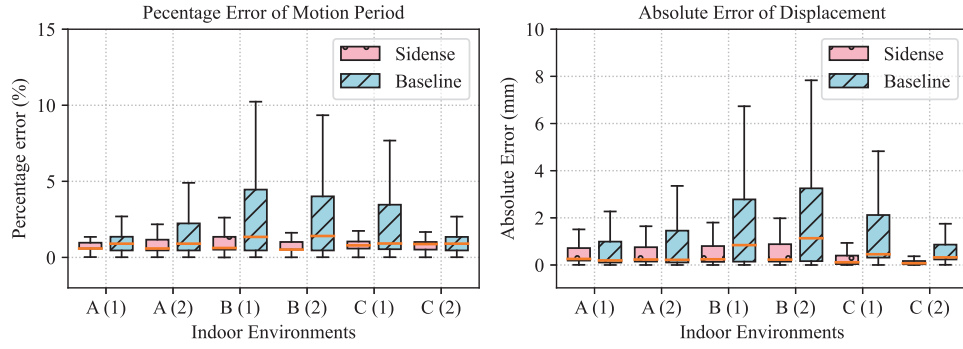 Pecentage Error of Motion Period
15
10
5
0
Percentage error (%)
Sidense
Baseline
A (1) A (2) B (1) B (2) C (1) C (2)
Indoor Environments
Absolute Error of Displacement
10
8
6
4
2
0
Absolute Error (mm)
Sidense
Baseline
A (1) A (2) B (1) B (2) C (1) C (2)
Indoor Environments